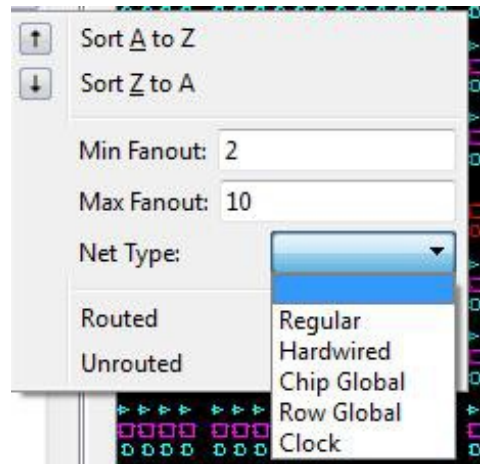 Sort A to Z
Sort Z to A
Min Fanout: 2
Max Fanout: 10
Net Type:
Routed
Unrouted
Regular
Hardwired
Chip Global
Row Global
Clock